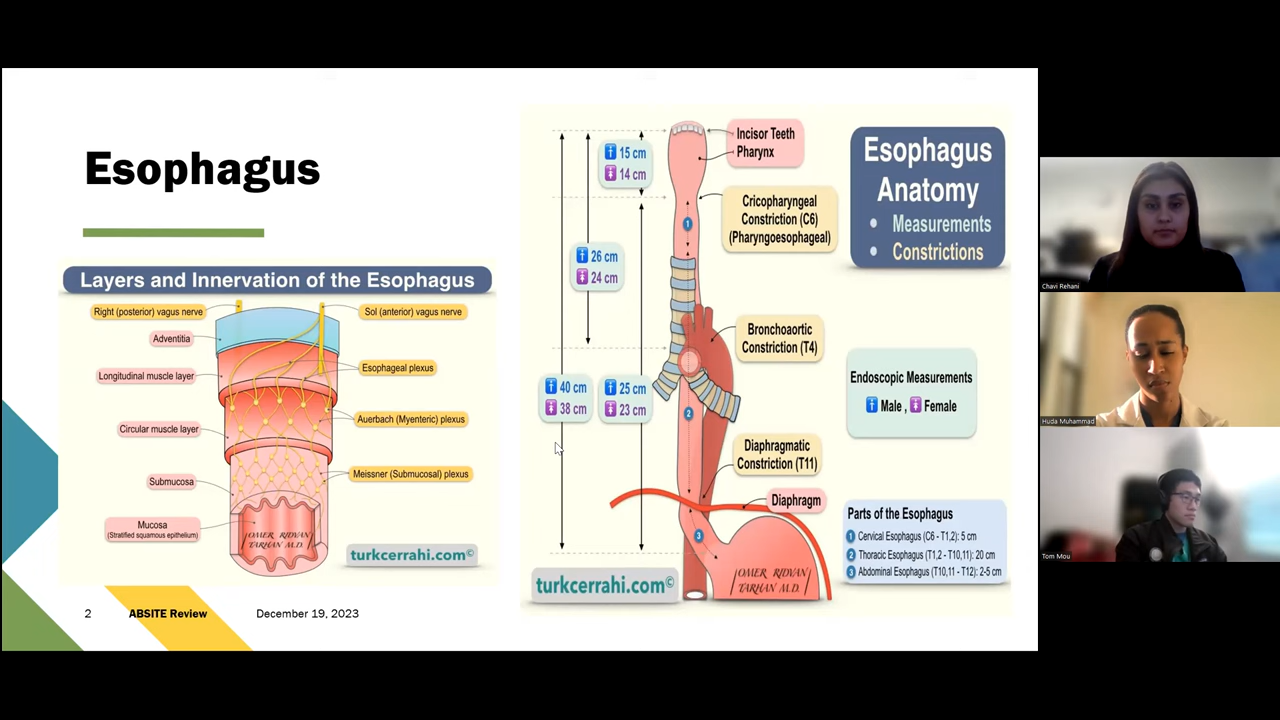 Esophagus
Layers and Innervation of the Esophagus
Right (posterior) vagus nerve
Sol (anterior) vagus nerve
Adventitia
Longitudinal muscle layer
Esophageal plexus
Circular muscle layer
Auerbach (Myenteric) plexus
Submucosa
Meissner (Submucosal) plexus
Mucosa
(Stratified squamous epithelium)
OMER RIDVAN
TARHAN M.D.
turkcerrahi.com©
2
ABSITE Review
December 19, 2023
15 cm
14 cm
26 cm
24 cm
40 cm
38 cm
25 cm
23 cm
Incisor Teeth
Pharynx
Cricopharyngeal
Constriction (C6)
(Pharyngoesophageal)
Bronchoaortic
Constriction (T4)
Diaphragmatic
Constriction (T11)
Diaphragm
1
2
3
OMER RIDVAN
TARHAN M.D.
turkcerrahi.com©
Esophagus
Anatomy
• Measurements
• Constrictions
Endoscopic Measurements
Male , Female
Parts of the Esophagus
1 Cervical Esophagus (C6 - T1,2): 5 cm
2 Thoracic Esophagus (T1,2 - T10,11): 20 cm
3 Abdominal Esophagus (T10,11 - T12): 2-5 cm
Chavi Rehani
Huda Muhammad
Tom Mou